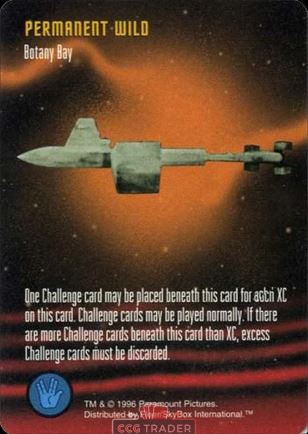 PERMANENT WILD
Botany Bay
One Challenge card may be placed beneath this card for each XC
on this card. Challenge cards may be played normally. If there
are more Challenge cards beneath this card than XC, excess
Challenge cards must be discarded.
TM & © 1996 Paramount Pictures.
Distributed by Fleer/SkyBox International.™
CCG TRADER